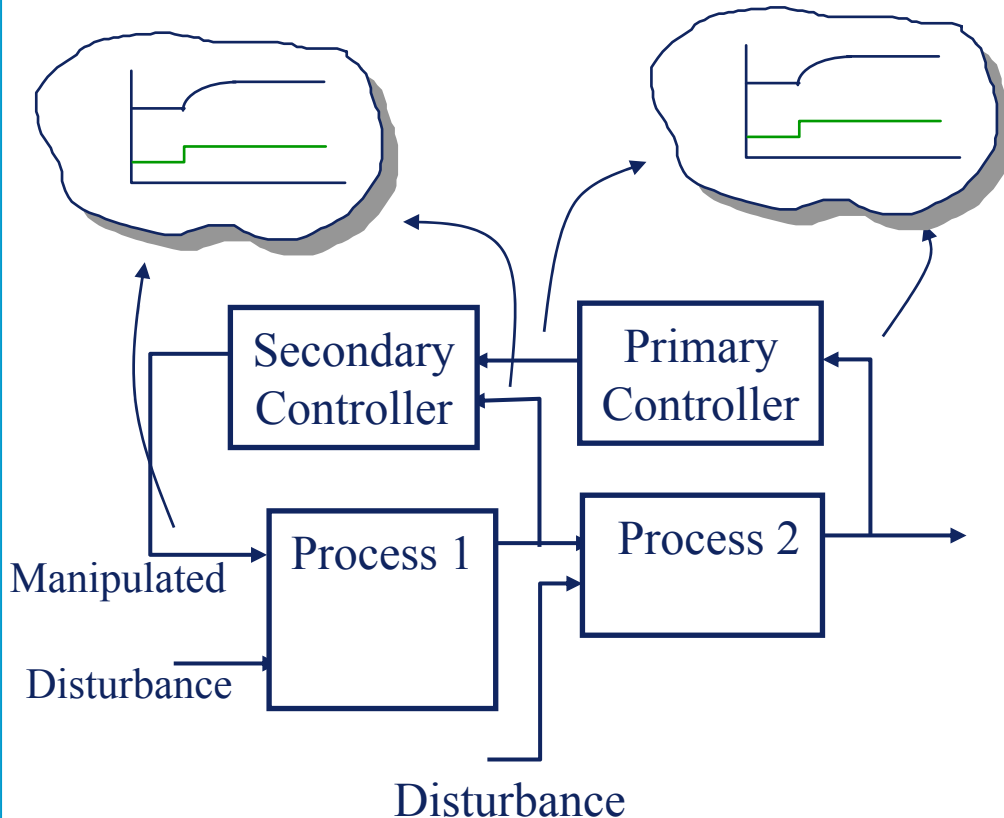 Secondary
Controller
Primary
Controller
Process 1
Process 2
Manipulated
Disturbance
Disturbance